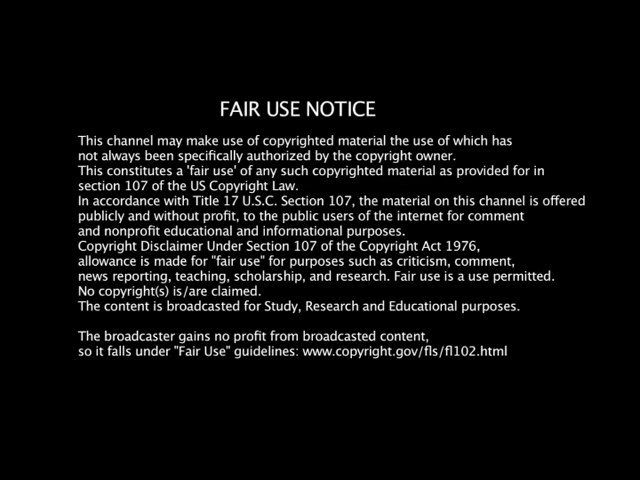 FAIR USE NOTICE
This channel may make use of copyrighted material the use of which has
not always been specifically authorized by the copyright owner.
This constitutes a 'fair use' of any such copyrighted material as provided for in
section 107 of the US Copyright Law.
In accordance with Title 17 U.S.C. Section 107, the material on this channel is offered
publicly and without profit, to the public users of the internet for comment
and nonprofit educational and informational purposes.
Copyright Disclaimer Under Section 107 of the Copyright Act 1976,
allowance is made for "fair use" for purposes such as criticism, comment,
news reporting, teaching, scholarship, and research. Fair use is a use permitted.
No copyright(s) is/are claimed.
The content is broadcasted for Study, Research and Educational purposes.
The broadcaster gains no profit from broadcasted content,
so it falls under "Fair Use" guidelines: www.copyright.gov/fls/fl102.html